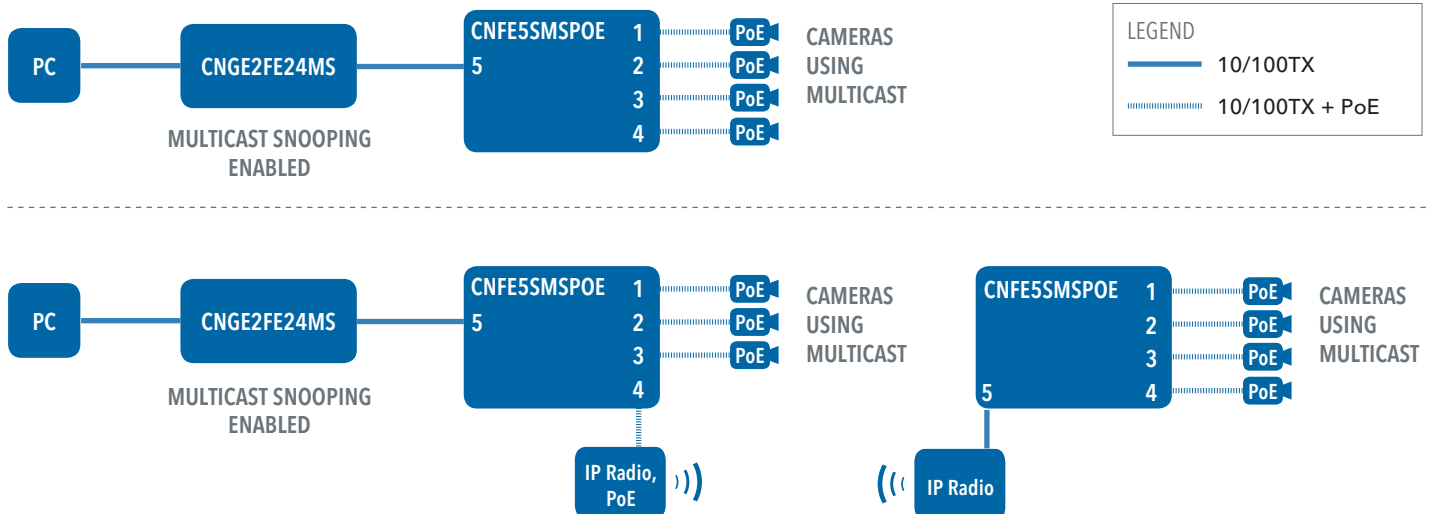 PC
CNGE2FE24MS
MULTICAST SNOOPING
ENABLED
CNFE5SMSPOE
5
1
2
3
4
PoE
PoE
PoE
PoE
CAMERAS
USING
MULTICAST
LEGEND
10/100TX
10/100TX + PoE
PC
CNGE2FE24MS
MULTICAST SNOOPING
ENABLED
CNFE5SMSPOE
5
1
2
3
4
PoE
PoE
PoE
CAMERAS
USING
MULTICAST
IP Radio,
PoE
CNFE5SMSPOE
5
1
2
3
4
PoE
PoE
PoE
PoE
CAMERAS
USING
MULTICAST
IP Radio